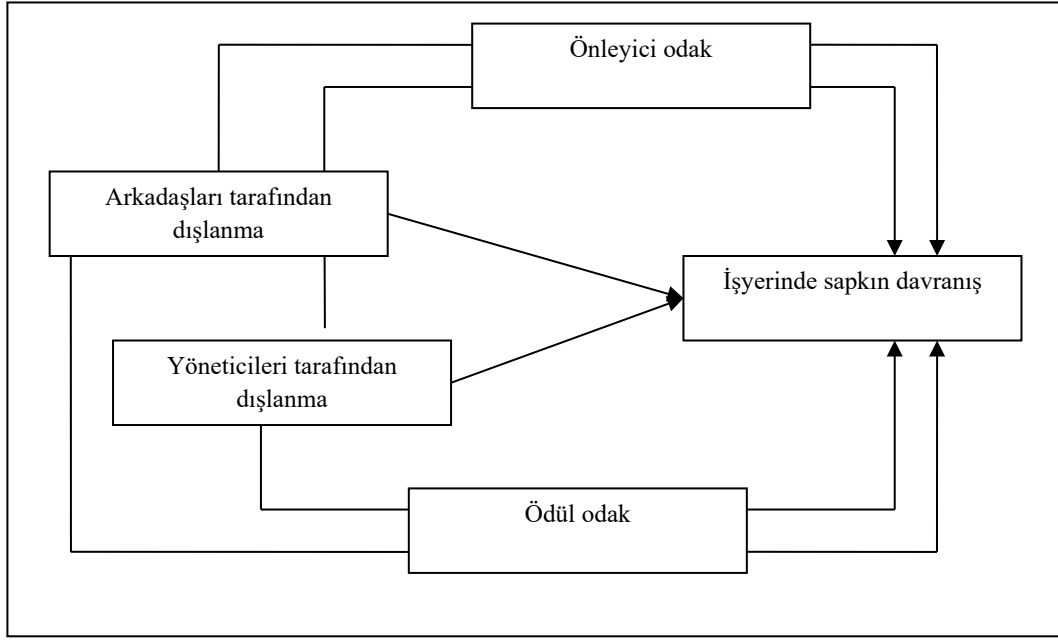 Önleyici odak
Arkadaşları tarafından
dışlanma
İşyerinde sapkın davranış
Yöneticileri tarafından
dışlanma
Ödül odak